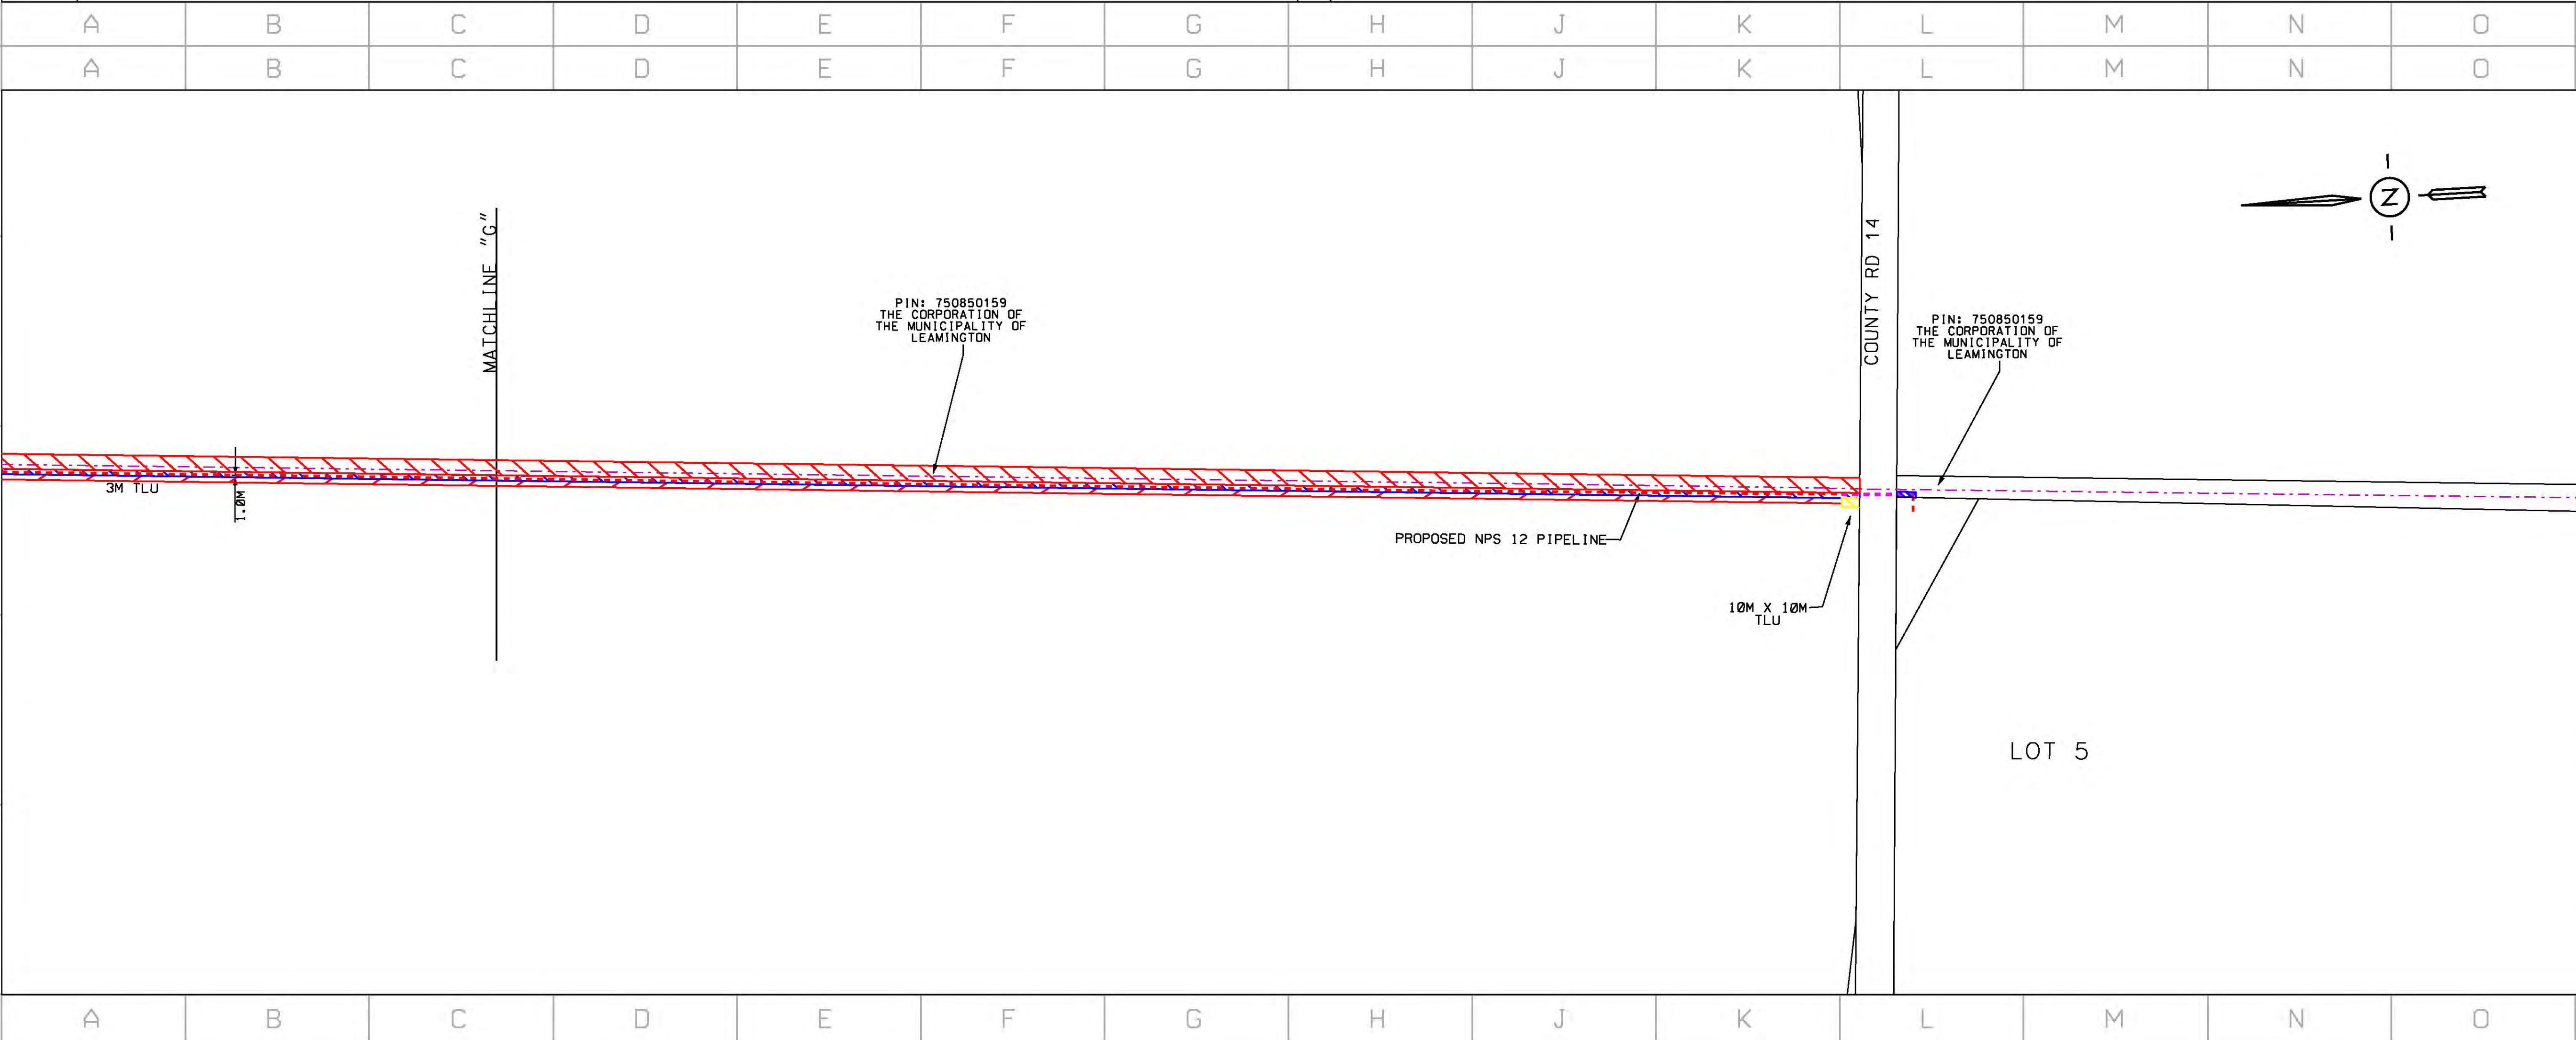 A B C D E F G H J K L M N O
A B C D E F G H J K L M N O
MATCHLINE "G"
PIN: 750850159
THE CORPORATION OF
THE MUNICIPALITY OF
LEAMINGTON
COUNTY RD 14
PIN: 750850159
THE CORPORATION OF
THE MUNICIPALITY OF
LEAMINGTON
N
3M TLU
1.0M
PROPOSED NPS 12 PIPELINE
10M X 10M
TLU
LOT 5
A B C D E F G H J K L M N O